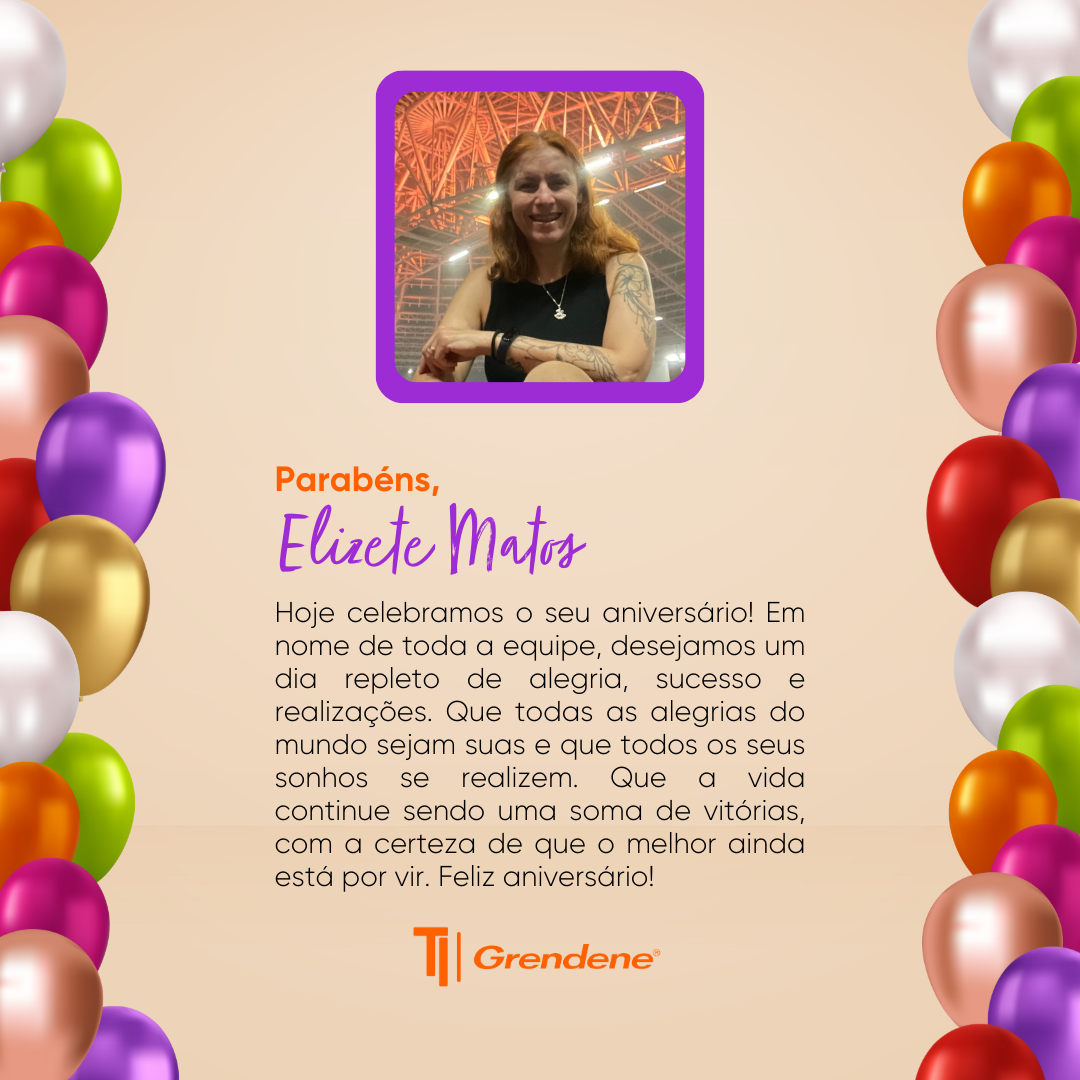 Parabéns,
Elizete Matos
Hoje celebramos o seu aniversário! Em
nome de toda a equipe, desejamos um
dia repleto de alegria, sucesso e
realizações. Que todas as alegrias do
mundo sejam suas e que todos os seus
sonhos se realizem. Que a vida
continue sendo uma soma de vitórias,
com a certeza de que o melhor ainda
está por vir. Feliz aniversário!
TI | Grendene®